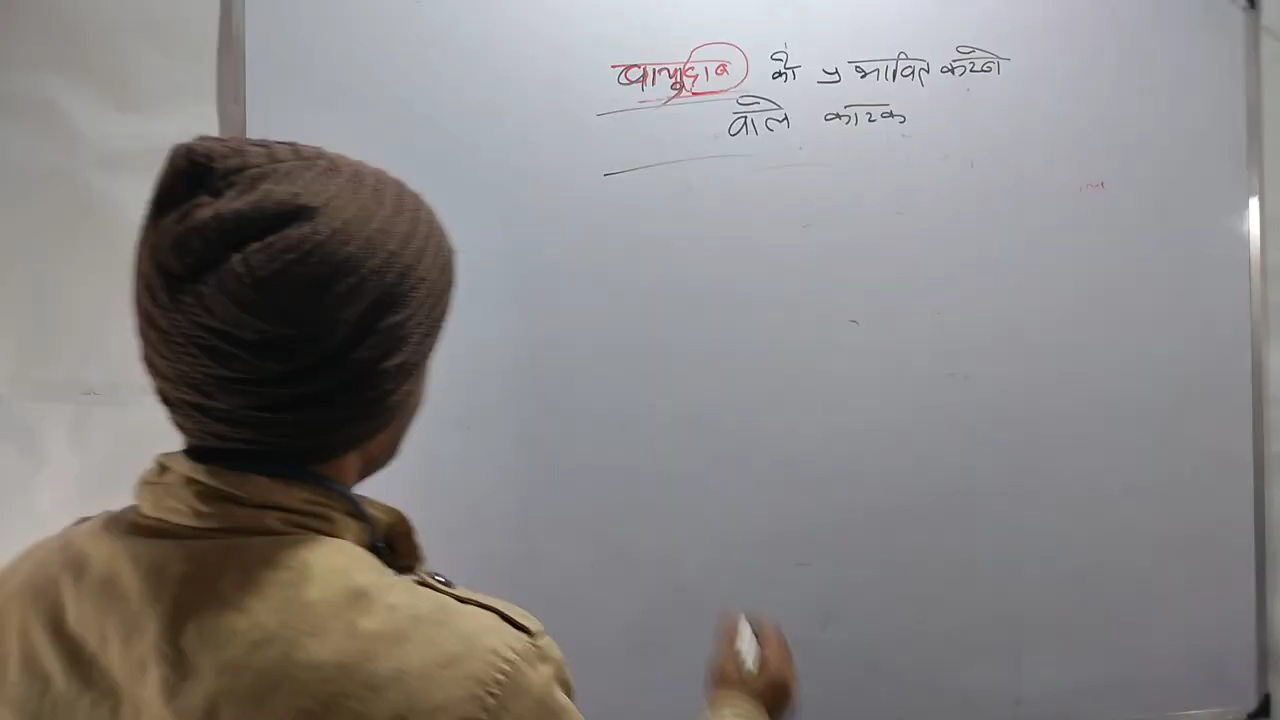 वायुदाब को प्रभावित करने
वाले कारक